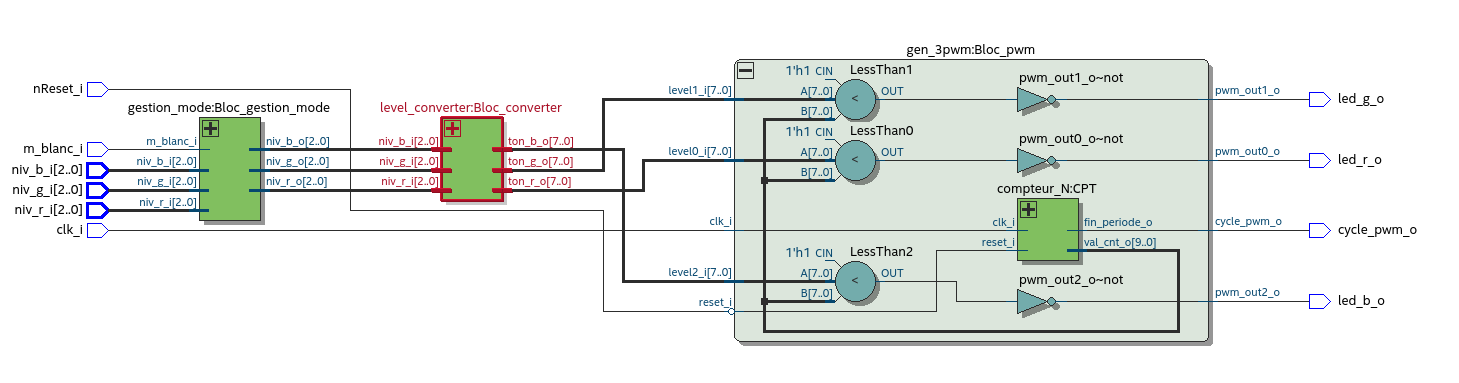 gen_3pwm:Bloc_pwm
nReset_i
gestion_mode:Bloc_gestion_mode
m_blanc_i
niv_b_i[2..0]
niv_g_i[2..0]
niv_r_i[2..0]
clk_i
m_blanc_i
niv_b_i[2..0]
niv_g_i[2..0]
niv_r_i[2..0]
niv_b_o[2..0]
niv_g_o[2..0]
niv_r_o[2..0]
level_converter:Bloc_converter
niv_b_i[2..0]
niv_g_i[2..0]
niv_r_i[2..0]
ton_b_o[7..0]
ton_g_o[7..0]
ton_r_o[7..0]
level1_i[7..0]
level0_i[7..0]
clk_i
level2_i[7..0]
reset_i
LessThan1
1'h1 CIN
A[7..0]
B[7..0]
<
OUT
LessThan0
1'h1 CIN
A[7..0]
B[7..0]
<
OUT
LessThan2
1'h1 CIN
A[7..0]
B[7..0]
<
OUT
pwm_out1_o~not
pwm_out0_o~not
compteur_N:CPT
clk_i
reset_i
fin_periode_o
val_cnt_o[9..0]
pwm_out2_o~not
pwm_out1_o
pwm_out0_o
cycle_pwm_o
pwm_out2_o
led_g_o
led_r_o
cycle_pwm_o
led_b_o